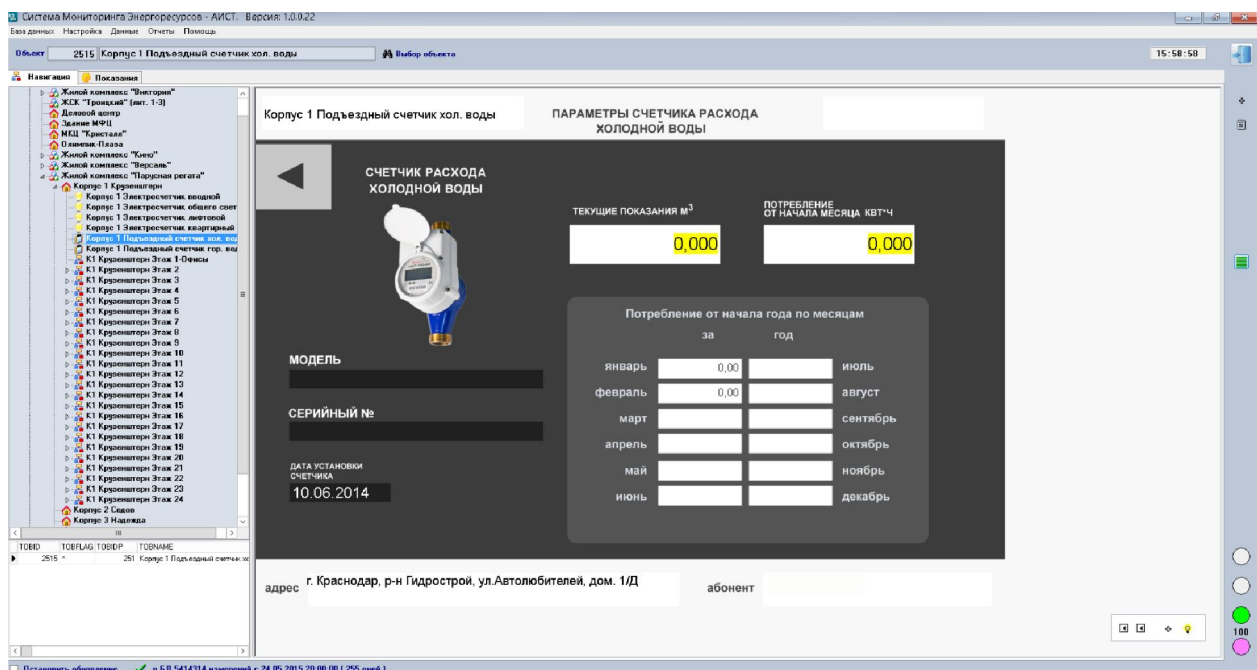 Система Мониторинга Энергоресурсов - АИСТ. Версия: 1.0.0.22
База данных Настройка Данные Отчеты Помощь
Объект 2515 Корпус 1 Подъездный счетчик хол. воды Выбор объекта 15:58:58
Навигация Показания
Жилой комплекс "Виктория"
ЖСК "Троицкий" (лит. 1-3)
Деловой центр
Здание МФЦ
МКЦ "Кристалл"
Олимпик-Плаза
Жилой комплекс "Кино"
Жилой комплекс "Версаль"
Жилой комплекс "Парусная регата"
Корпус 1 Крузенштерн
Корпус 1 Электросчетчик вводной
Корпус 1 Электросчетчик общего свет
Корпус 1 Электросчетчик лифтовой
Корпус 1 Электросчетчик квартирный
Корпус 1 Подъездный счетчик хол. вод
Корпус 1 Подъездный счетчик гор. вод
К1 Крузенштерн Этаж 1-Офисы
К1 Крузенштерн Этаж 2
К1 Крузенштерн Этаж 3
К1 Крузенштерн Этаж 4
К1 Крузенштерн Этаж 5
К1 Крузенштерн Этаж 6
К1 Крузенштерн Этаж 7
К1 Крузенштерн Этаж 8
К1 Крузенштерн Этаж 9
К1 Крузенштерн Этаж 10
К1 Крузенштерн Этаж 11
К1 Крузенштерн Этаж 12
К1 Крузенштерн Этаж 13
К1 Крузенштерн Этаж 14
К1 Крузенштерн Этаж 15
К1 Крузенштерн Этаж 16
К1 Крузенштерн Этаж 17
К1 Крузенштерн Этаж 18
К1 Крузенштерн Этаж 19
К1 Крузенштерн Этаж 20
К1 Крузенштерн Этаж 21
К1 Крузенштерн Этаж 22
К1 Крузенштерн Этаж 23
К1 Крузенштерн Этаж 24
Корпус 2 Седов
Корпус 3 Надежда
TOBID TOBFLAG TOBIDP TOBNAME
2515 * 251 Корпус 1 Подъездный счетчик хо
Корпус 1 Подъездный счетчик хол. воды
ПАРАМЕТРЫ СЧЕТЧИКА РАСХОДА
ХОЛОДНОЙ ВОДЫ
СЧЕТЧИК РАСХОДА
ХОЛОДНОЙ ВОДЫ
ТЕКУЩИЕ ПОКАЗАНИЯ М3
0,000
ПОТРЕБЛЕНИЕ
ОТ НАЧАЛА МЕСЯЦА КВТ*Ч
0,000
МОДЕЛЬ
СЕРИЙНЫЙ №
ДАТА УСТАНОВКИ
СЧЕТЧИКА
10.06.2014
Потребление от начала года по месяцам
за год
январь 0,00 июль
февраль 0,00 август
март сентябрь
апрель октябрь
май ноябрь
июнь декабрь
адрес г. Краснодар, р-н Гидрострой, ул.Автолюбителей, дом. 1/Д абонент
100
Остановить обновление в БД 5414314 измерений с 24.05.2015 20:00:00 ( 255 дней )